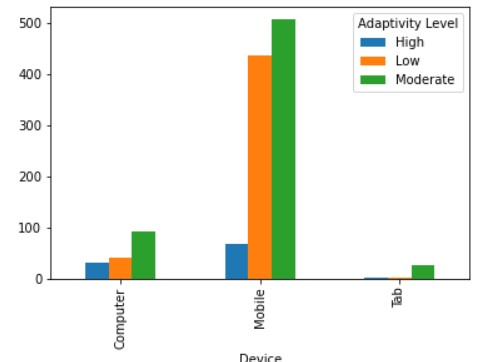 500
400
300
200
100
0
Adaptivity Level
High
Low
Moderate
Computer
Mobile
Tab
Device